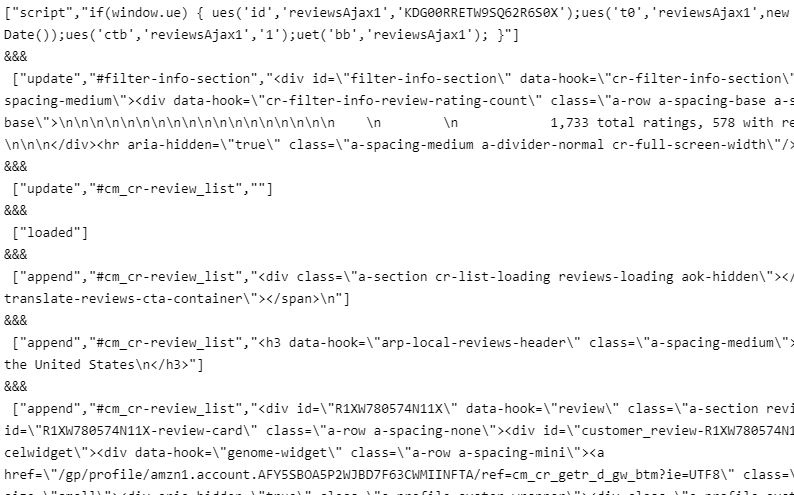 ["script","if(window.ue) { ues('id','reviewsAjax1','KDG00RRETW9SQ62R6S0X');ues('t0','reviewsAjax1',new
Date());ues('ctb','reviewsAjax1','1');uet('bb','reviewsAjax1'); }"]
&&&
["update","#filter-info-section","<div id=\"filter-info-section\" data-hook=\"cr-filter-info-section\"
spacing-medium\"><div data-hook=\"cr-filter-info-review-rating-count\" class=\"a-row a-spacing-base a-s
base\">\n\n\n\n\n\n\n\n\n\n\n\n\n\n\n\n\n    \n        \n            1,733 total ratings, 578 with re
\n\n\n</div><hr aria-hidden=\"true\" class=\"a-spacing-medium a-divider-normal cr-full-screen-width\"/>
&&&
["update","#cm_cr-review_list",""]
&&&
["loaded"]
&&&
["append","#cm_cr-review_list","<div class=\"a-section cr-list-loading reviews-loading aok-hidden\"></
translate-reviews-cta-container\"></span>\n"]
&&&
["append","#cm_cr-review_list","<h3 data-hook=\"arp-local-reviews-header\" class=\"a-spacing-medium\">
the United States\n</h3>"]
&&&
["append","#cm_cr-review_list","<div id=\"R1XW780574N11X\" data-hook=\"review\" class=\"a-section revi
id=\"R1XW780574N11X-review-card\" class=\"a-row a-spacing-none\"><div id=\"customer_review-R1XW780574N1
celwidget\"><div data-hook=\"genome-widget\" class=\"a-row a-spacing-mini\"><a
href=\"/gp/profile/amzn1.account.AFY5SBOA5P2WJBD7F63CWMIINFTA/ref=cm_cr_getr_d_gw_btm?ie=UTF8\" class=\